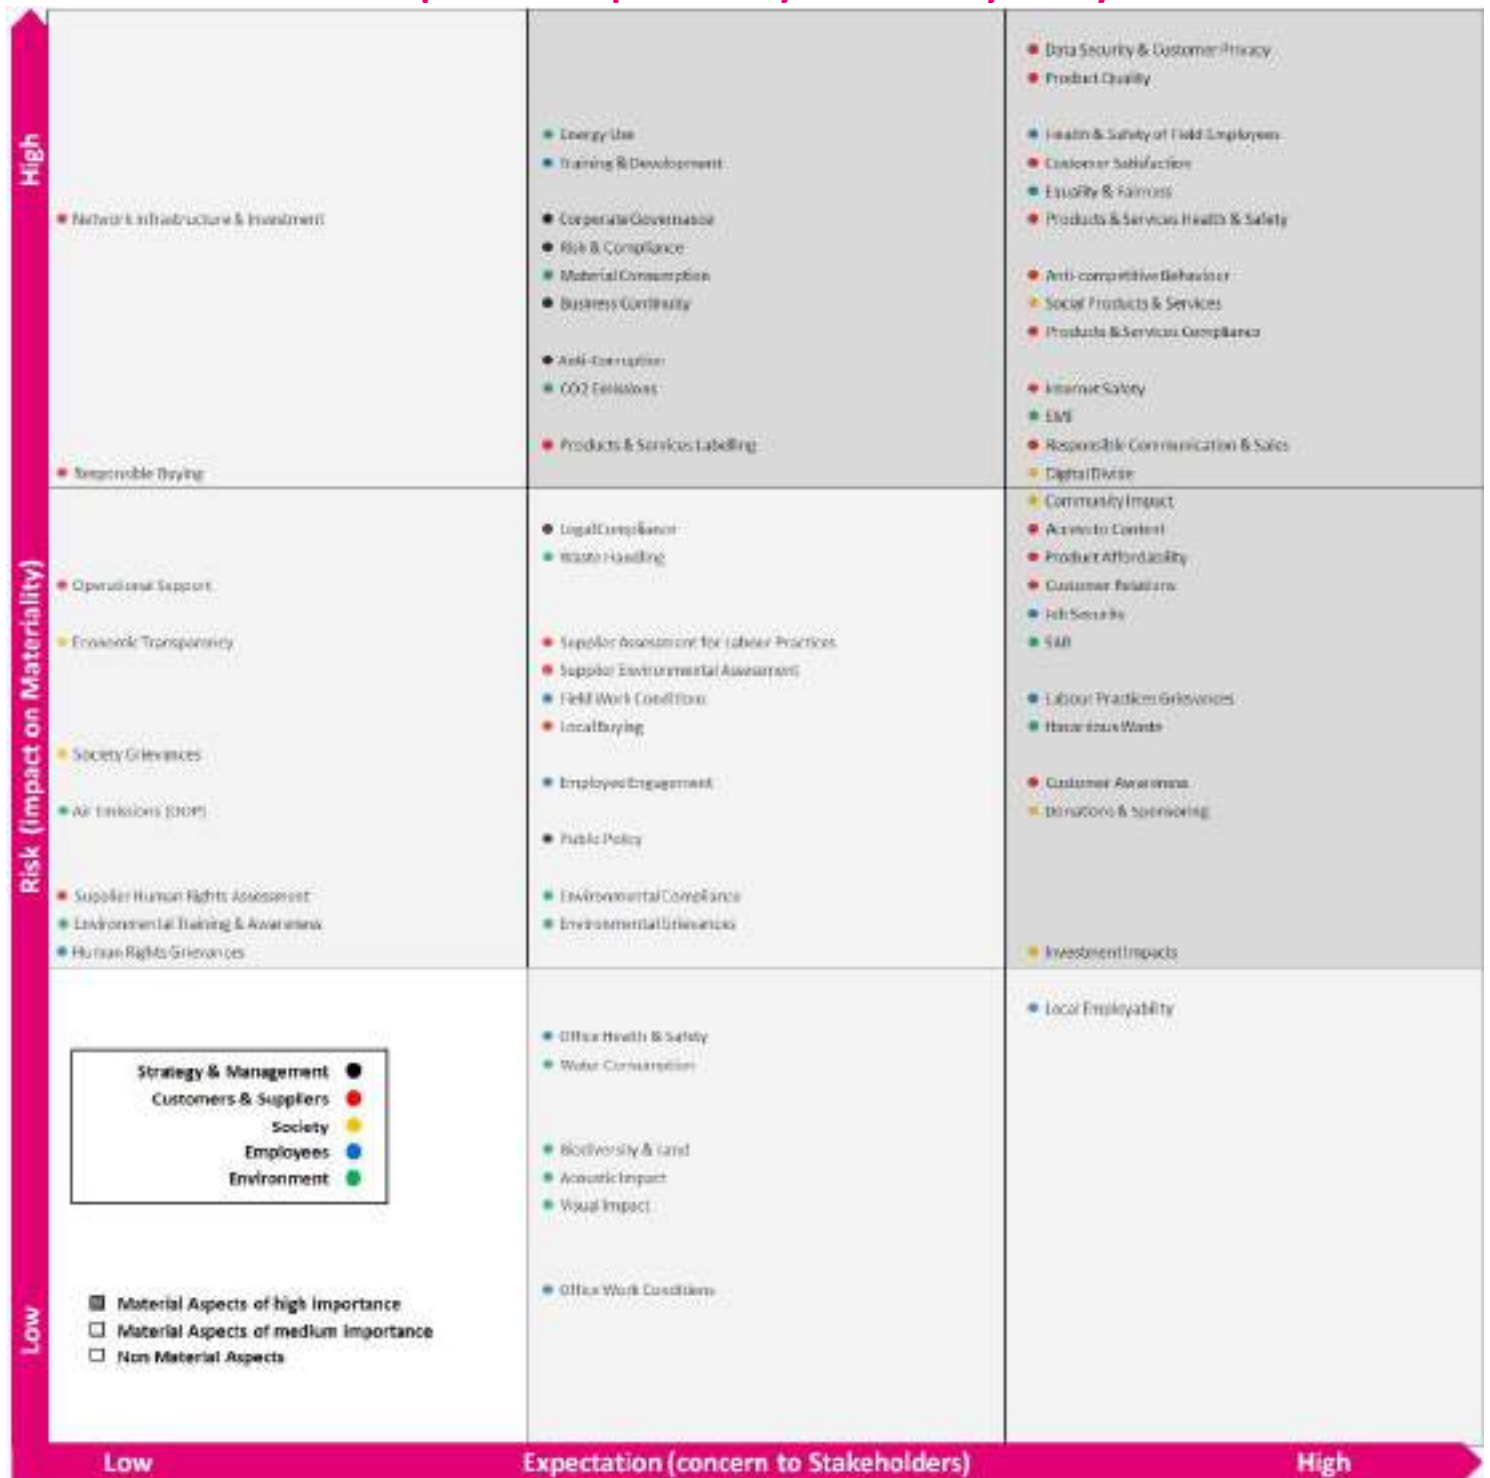 High
Risk (impact on Materiality)
Low
Network Infrastructure & Investment
Responsible Buying
Energy Use
Training & Development
Corporate Governance
Risk & Compliance
Material Consumption
Business Continuity
Anti-Corruption
CO2 Emissions
Products & Services Labelling
Data Security & Customer Privacy
Product Quality
Health & Safety of Field Employees
Customer Satisfaction
Equality & Fairness
Products & Services Health & Safety
Anti-competitive Behaviour
Social Products & Services
Products & Services Compliance
Internet Safety
EMF
Responsible Communication & Sales
Digital Divide
Operational Support
Economic Transparency
Society Grievances
Air Emissions (ODP)
Supplier Human Rights Assessment
Environmental Training & Awareness
Human Rights Grievances
Legal Compliance
Waste Handling
Supplier Assessment for Labour Practices
Supplier Environmental Assessment
Field Work Conditions
Local Buying
Employee Engagement
Public Policy
Environmental Compliance
Environmental Grievances
Community Impact
Access to Content
Product Affordability
Customer Relations
Job Security
SAR
Labour Practices Grievances
Hazardous Waste
Customer Awareness
Donations & Sponsoring
Investment Impacts
Strategy & Management
Customers & Suppliers
Society
Employees
Environment
Material Aspects of high importance
Material Aspects of medium importance
Non Material Aspects
Office Health & Safety
Water Consumption
Biodiversity & Land
Acoustic Impact
Visual Impact
Office Work Conditions
Local Employability
Low
Expectation (concern to Stakeholders)
High